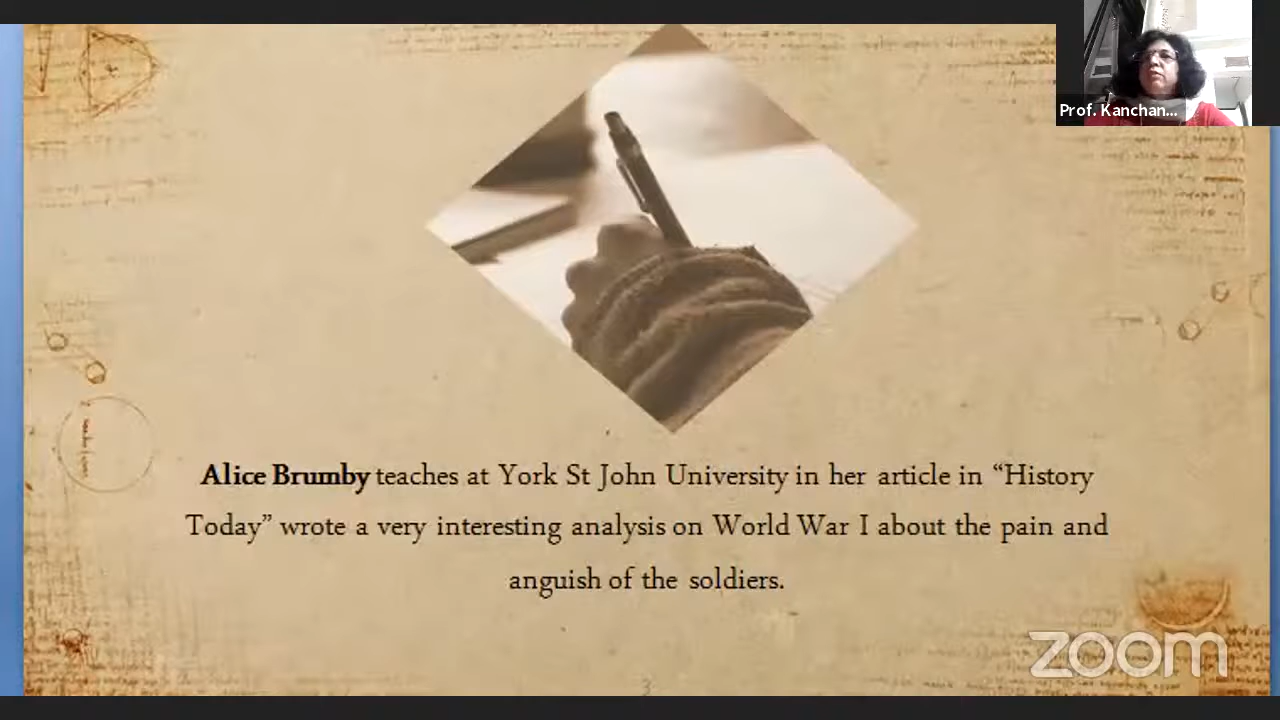 Prof. Kanchan...
Alice Brumby teaches at York St John University in her article in “History
Today” wrote a very interesting analysis on World War I about the pain and
anguish of the soldiers.
zoom
3